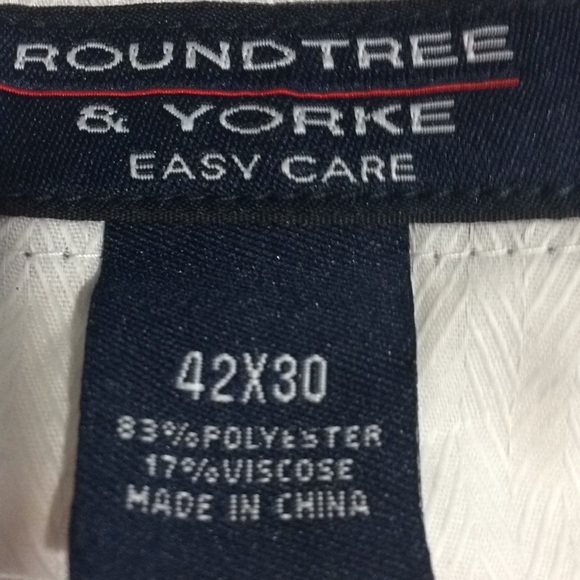 ROUNDTREE
& YORKE
EASY CARE
42X30
83%POLYESTER
17%VISCOSE
MADE IN CHINA